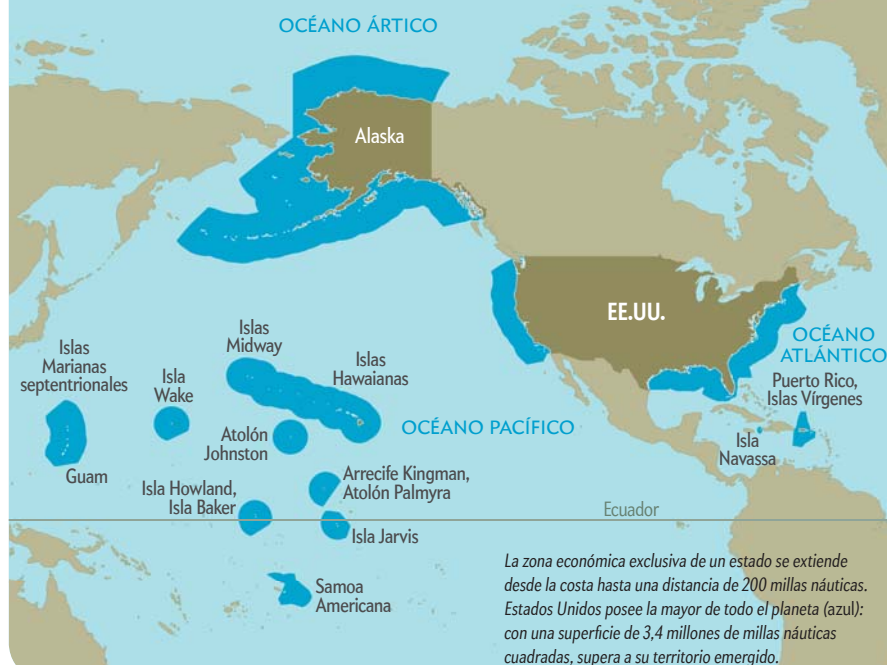 OCÉANO ÁRTICO
Alaska
EE.UU.
OCÉANO
ATLÁNTICO
Puerto Rico,
Islas Vírgenes
Isla
Navassa
Islas
Midway
Islas
Hawaianas
Islas
Marianas
septentrionales
Isla
Wake
OCÉANO PACÍFICO
Atolón
Johnston
Guam
Arrecife Kingman,
Atolón Palmyra
Isla Howland,
Isla Baker
Ecuador
Isla Jarvis
Samoa
Americana
La zona económica exclusiva de un estado se extiende
desde la costa hasta una distancia de 200 millas náuticas.
Estados Unidos posee la mayor de todo el planeta (azul):
con una superficie de 3,4 millones de millas náuticas
cuadradas, supera a su territorio emergido.